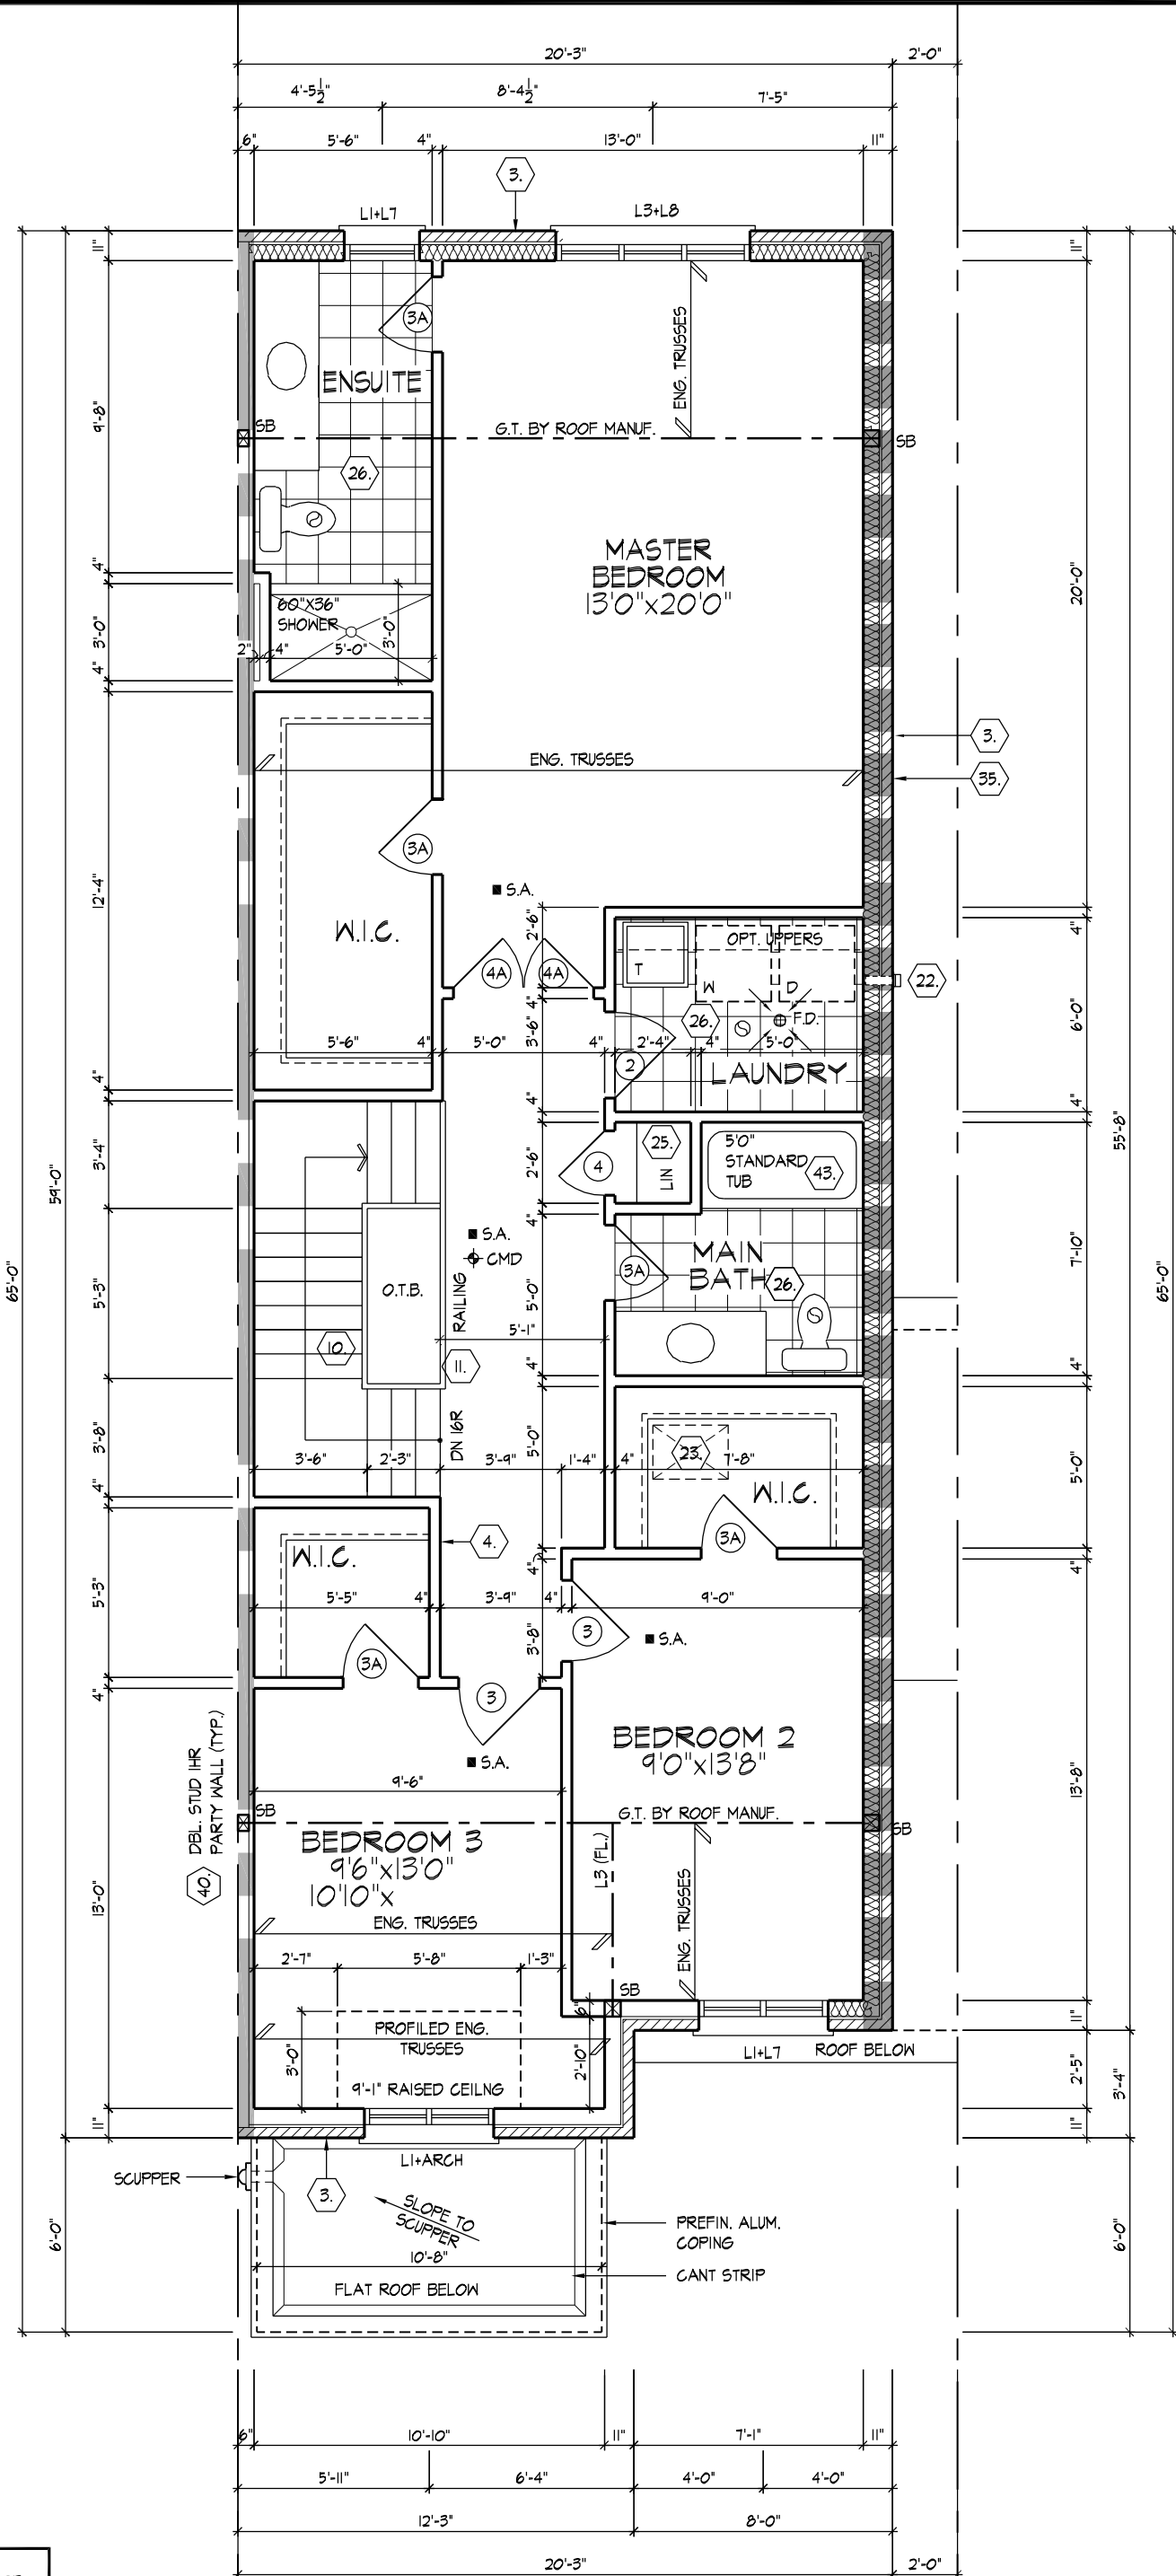 20'-3"
2'-0"
4'-5½"
8'-4½"
7'-5"
6"
5'-6"
4"
13'-0"
11"
3.
L1+L7
L3+L8
11"
11"
3A
ENSUITE
ENG. TRUSSES
9'-8"
SB
G.T. BY ROOF MANUF.
SB
26.
MASTER
BEDROOM
13'0"x20'0"
20'-0"
4"
60"X36"
SHOWER
3'-0"
3'-0"
2"
4"
5'-0"
4"
3.
ENG. TRUSSES
35.
3A
S.A.
12'-4"
W.I.C.
2'-6"
OPT. UPPERS
4"
4A
4A
T
W
D
22.
4"
26.
F.D.
6'-0"
3'-6"
5'-6"
4"
5'-0"
4"
2'-4"
4"
5'-0"
2
LAUNDRY
4"
4"
4"
55'-8"
59'-0"
3'-4"
2'-6"
4
25.
LIN
5'0"
STANDARD
TUB
43.
4"
S.A.
CMD
MAIN
BATH
26.
3A
7'-10"
65'-0"
65'-0"
5'-3"
O.T.B.
RAILING
5'-0"
5'-1"
10.
11.
4"
4"
3'-8"
DN 16R
5'-0"
23.
3'-6"
2'-3"
3'-9"
1'-4"
4"
7'-8"
5'-0"
4"
W.I.C.
4.
3A
W.I.C.
4"
4"
5'-3"
5'-5"
4"
3'-9"
4"
9'-0"
3'-8"
3
S.A.
3A
3
4"
DBL. STUD 1HR
PARTY WALL (TYP.)
40.
BEDROOM 2
9'0"x13'8"
S.A.
9'-6"
13'-8"
SB
G.T. BY ROOF MANUF.
SB
BEDROOM 3
9'6"x13'0"
10'10"x
L3 (FL.)
13'-0"
ENG. TRUSSES
ENG. TRUSSES
2'-7"
5'-8"
1'-3"
SB
6"
11"
PROFILED ENG.
TRUSSES
3'-0"
2'-10"
L1+L7
ROOF BELOW
2'-5"
3'-4"
9'-1" RAISED CEILNG
11"
11"
L1+ARCH
SCUPPER
3.
SLOPE TO
SCUPPER
PREFIN. ALUM.
COPING
6'-0"
6'-0"
10'-8"
CANT STRIP
FLAT ROOF BELOW
6"
10'-10"
11"
7'-1"
11"
5'-11"
6'-4"
4'-0"
4'-0"
12'-3"
8'-0"
20'-3"
2'-0"